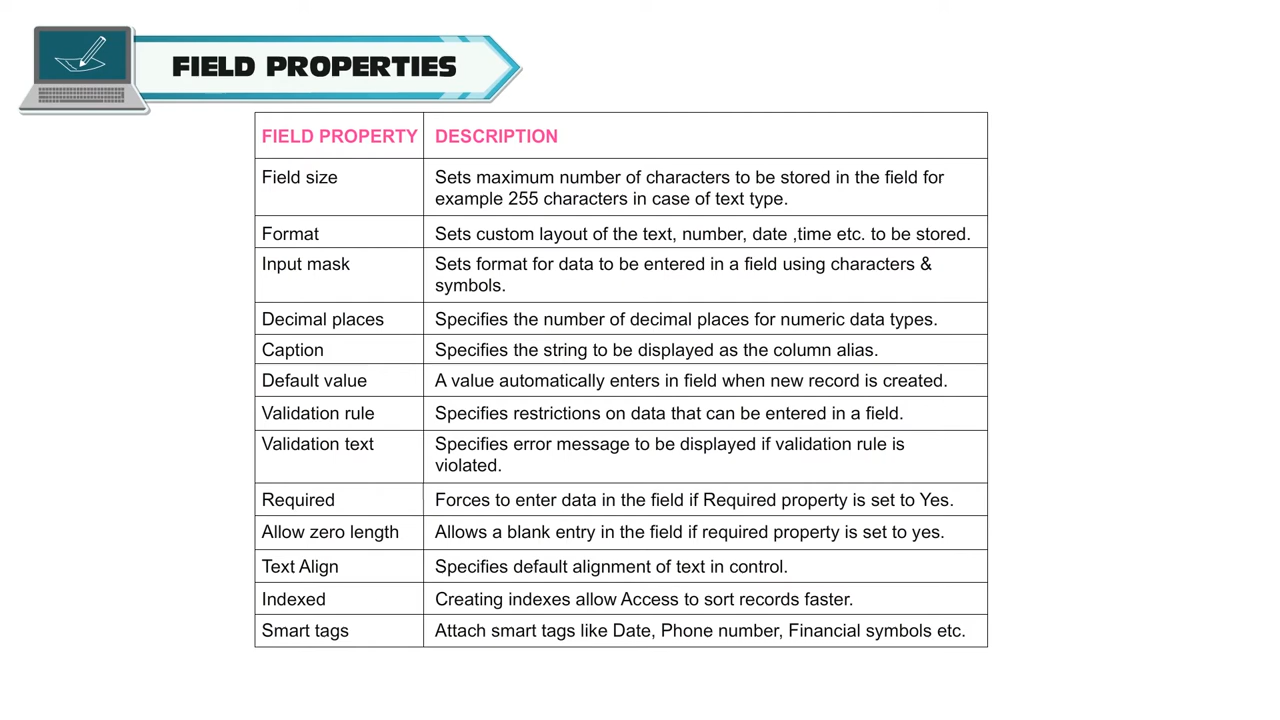 FIELD PROPERTIES
FIELD PROPERTY DESCRIPTION
Field size Sets maximum number of characters to be stored in the field for
example 255 characters in case of text type.
Format Sets custom layout of the text, number, date ,time etc. to be stored.
Input mask Sets format for data to be entered in a field using characters &
symbols.
Decimal places Specifies the number of decimal places for numeric data types.
Caption Specifies the string to be displayed as the column alias.
Default value A value automatically enters in field when new record is created.
Validation rule Specifies restrictions on data that can be entered in a field.
Validation text Specifies error message to be displayed if validation rule is
violated.
Required Forces to enter data in the field if Required property is set to Yes.
Allow zero length Allows a blank entry in the field if required property is set to yes.
Text Align Specifies default alignment of text in control.
Indexed Creating indexes allow Access to sort records faster.
Smart tags Attach smart tags like Date, Phone number, Financial symbols etc.